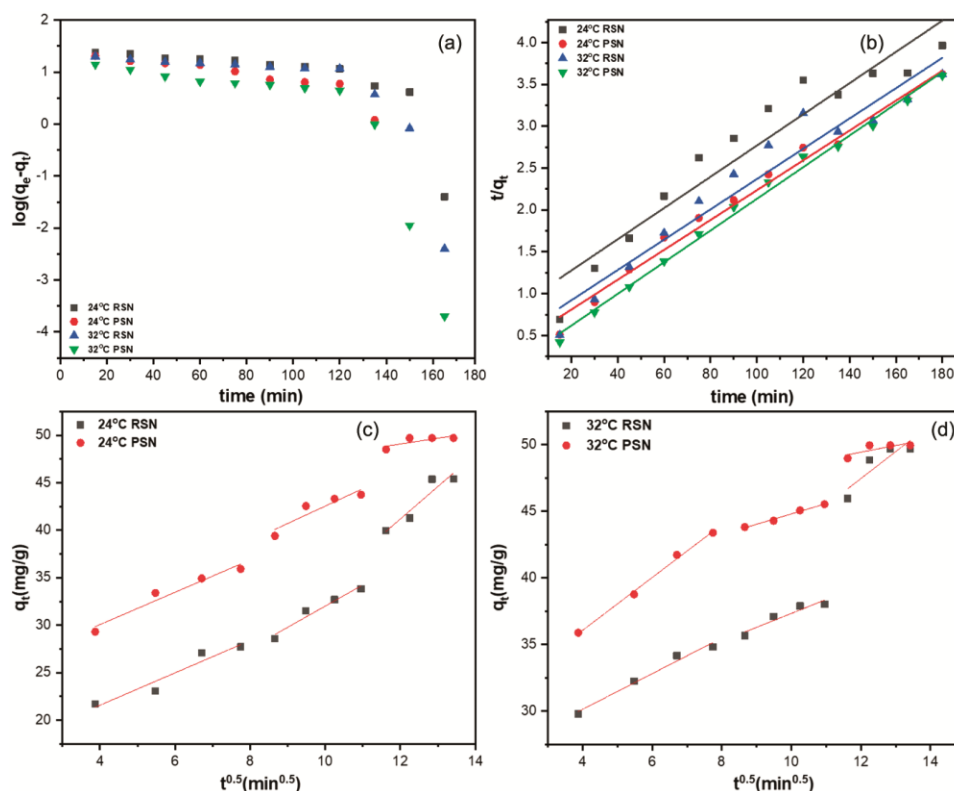 (a)
log(qe-qt)
2
1
0
-1
-2
-4
24°C RSN
24°C PSN
32°C RSN
32°C PSN
0 20 40 60 80 100 120 140 160 180
time (min)
(b)
24°C RSN
24°C PSN
32°C RSN
32°C PSN
t/qt
4.0
3.5
3.0
2.5
2.0
1.5
1.0
0.5
20 40 60 80 100 120 140 160 180
time (min)
(c)
24°C RSN
24°C PSN
qt(mg/g)
50
45
40
35
30
25
20
4 6 8 10 12 14
t0.5(min0.5)
(d)
32°C RSN
32°C PSN
qt(mg/g)
50
45
40
35
30
4 6 8 10 12 14
t0.5(min0.5)